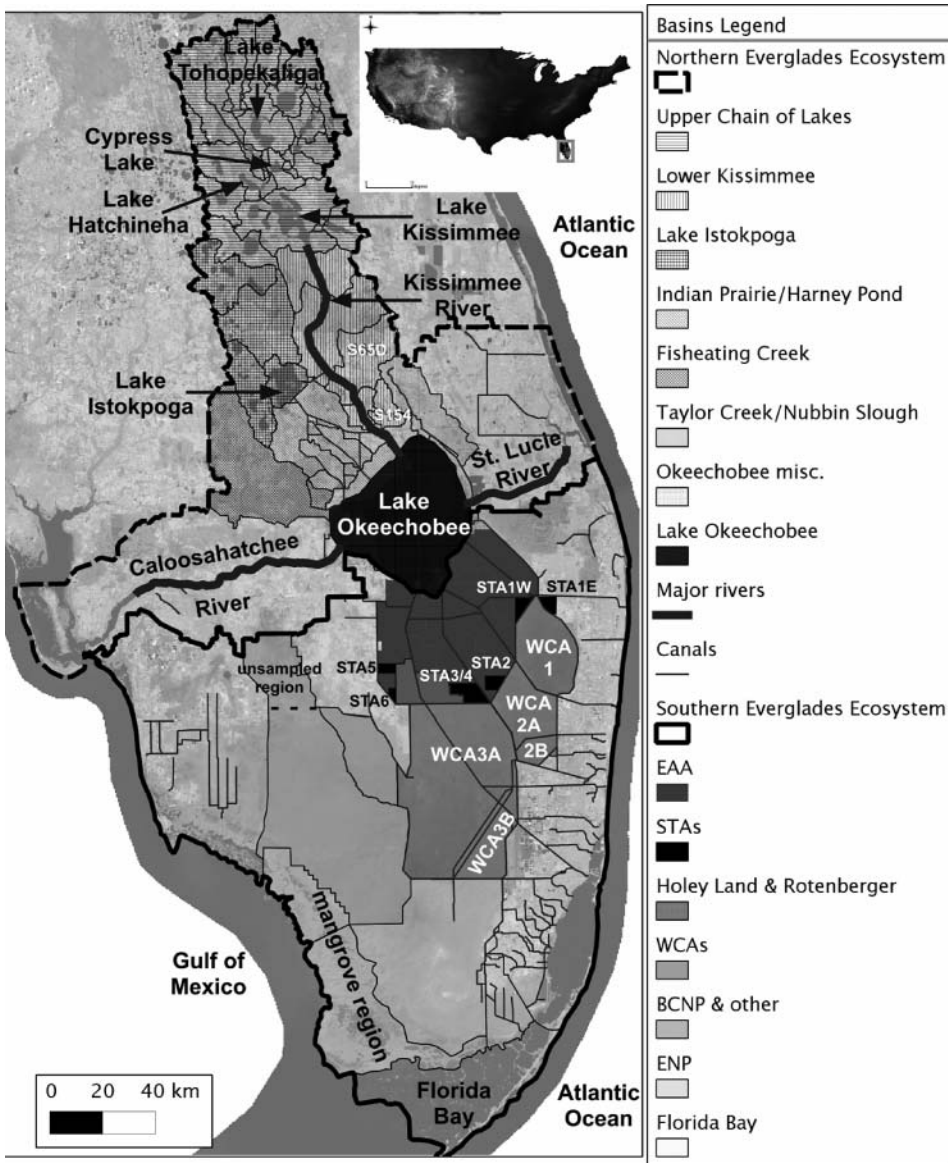 Lake
Tohopekaliga
Cypress
Lake
Lake
Hatchineha
Lake
Kissimmee
Atlantic
Ocean
Kissimmee
River
S65D
Lake
Istokpoga
S154
St. Lucie
River
Lake
Okeechobee
Caloosahatchee
River
STA1W
STA1E
WCA
1
unsampled
region
STA5
STA3/4
STA2
STA6
WCA
2A
2B
WCA3A
WCA3B
mangrove region
Gulf of
Mexico
0 20 40 km
Florida
Bay
Atlantic
Ocean
Basins Legend
Northern Everglades Ecosystem
Upper Chain of Lakes
Lower Kissimmee
Lake Istokpoga
Indian Prairie/Harney Pond
Fisheating Creek
Taylor Creek/Nubbin Slough
Okeechobee misc.
Lake Okeechobee
Major rivers
Canals
Southern Everglades Ecosystem
EAA
STAs
Holey Land & Rotenberger
WCAs
BCNP & other
ENP
Florida Bay